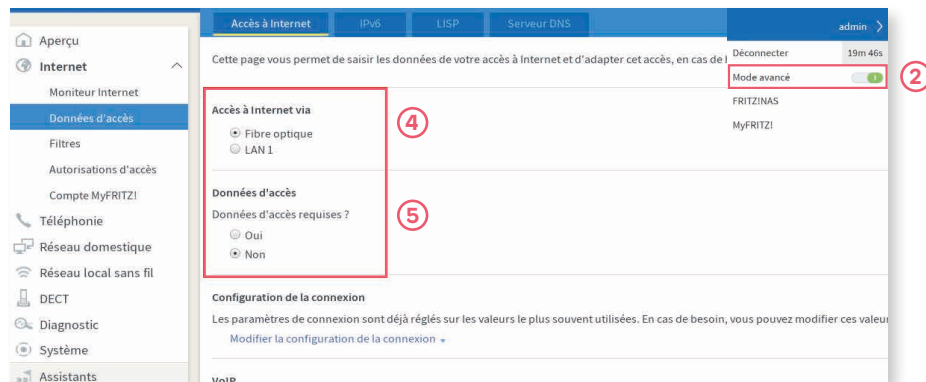 Accès à Internet
IPv6
LISP
Serveur DNS
admin
Aperçu
Internet
Moniteur Internet
Données d'accès
Filtres
Autorisations d'accès
Compte MyFRITZ!
Téléphonie
Réseau domestique
Réseau local sans fil
DECT
Diagnostic
Système
Assistants
Cette page vous permet de saisir les données de votre accès à Internet et d'adapter cet accès, en cas de
Déconnecter 19m 46s
Mode avancé
2
FRITZ!NAS
MyFRITZ!
Accès à Internet via
4
Fibre optique
LAN 1
Données d'accès
Données d'accès requises ?
5
Oui
Non
Configuration de la connexion
Les paramètres de connexion sont déjà réglés sur les valeurs le plus souvent utilisées. En cas de besoin, vous pouvez modifier ces
Modifier la configuration de la connexion
VoIP